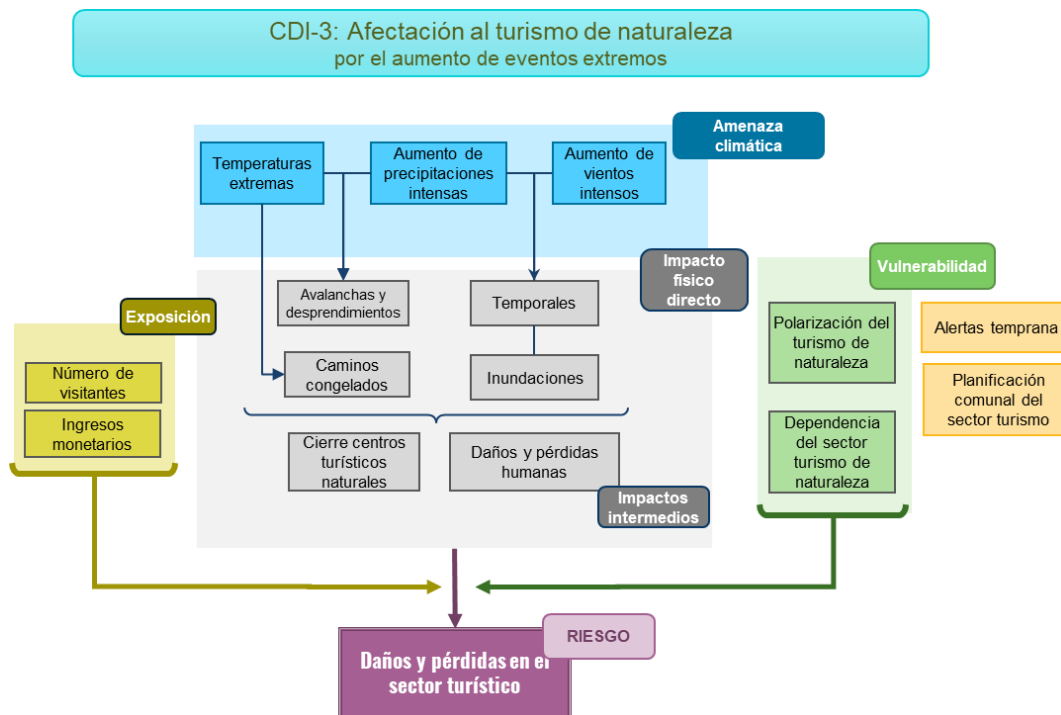 CDI-3: Afectación al turismo de naturaleza
por el aumento de eventos extremos
Amenaza
climática
Temperaturas
extremas
Aumento de
precipitaciones
intensas
Aumento de
vientos
intensos
Impacto
físico
directo
Vulnerabilidad
Avalanchas y
desprendimientos
Temporales
Exposición
Polarización del
turismo de
naturaleza
Alertas temprana
Caminos
congelados
Inundaciones
Número de
visitantes
Planificación
comunal del
sector turismo
Ingresos
monetarios
Cierre centros
turísticos
naturales
Daños y pérdidas
humanas
Dependencia
del sector
turismo de
naturaleza
Impactos
intermedios
RIESGO
Daños y pérdidas en el
sector turístico